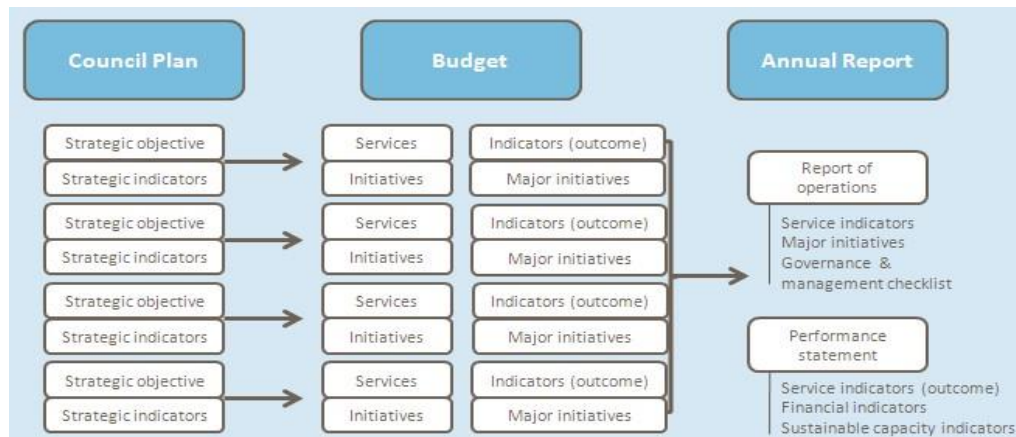 Council Plan
Budget
Annual Report
Strategic objective
Strategic indicators
Strategic objective
Strategic indicators
Strategic objective
Strategic indicators
Strategic objective
Strategic indicators
Services
Initiatives
Services
Initiatives
Services
Initiatives
Services
Initiatives
Indicators (outcome)
Major initiatives
Indicators (outcome)
Major initiatives
Indicators (outcome)
Major initiatives
Indicators (outcome)
Major initiatives
Report of
operations
Service indicators
Major initiatives
Governance &
management checklist
Performance
statement
Service indicators (outcome)
Financial indicators
Sustainable capacity indicators